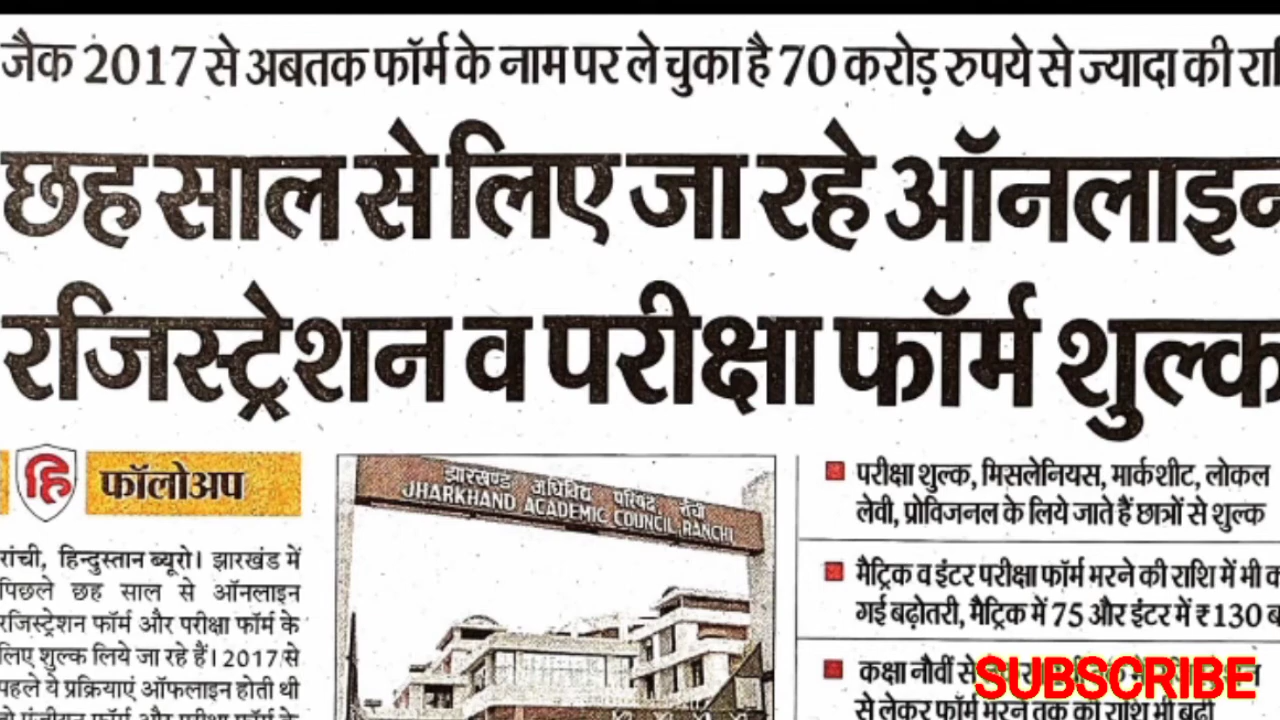 जैक 2017 से अबतक फॉर्म के नाम पर ले चुका है 70 करोड़ रुपये से ज्यादा की
छह साल से लिए जा रहे ऑनलाइन
रजिस्ट्रेशन व परीक्षा फॉर्म शुल्क
हि
फॉलोअप
रांची, हिन्दुस्तान ब्यूरो। झारखंड में
पिछले छह साल से ऑनलाइन
रजिस्ट्रेशन फॉर्म और परीक्षा फॉर्म के
लिए शुल्क लिये जा रहे हैं। 2017 से
पहले ये प्रक्रियाएं ऑफलाइन होती थी
झारखण्ड अधिविद्य परिषद, राँची
JHARKHAND ACADEMIC COUNCIL, RANCHI
परीक्षा शुल्क, मिसलेनियस, मार्कशीट, लोकल
लेवी, प्रोविजनल के लिये जाते हैं छात्रों से शुल्क
मैट्रिक व इंटर परीक्षा फॉर्म भरने की राशि में भी
गई बढ़ोतरी, मैट्रिक में 75 और इंटर में ₹130
कक्षा नौवीं से
SUBSCRIBE
से लेकर फॉर्म भरने तक की राशि भी बढ़ी